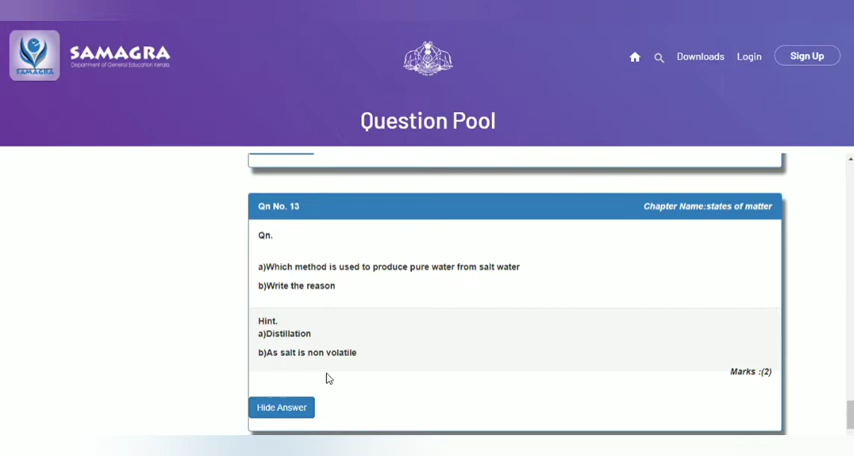 SAMAGRA
Department of General Education Kerala
SAMAGRA
Downloads
Login
Sign Up
Question Pool
Qn No. 13
Chapter Name:states of matter
Qn.
a)Which method is used to produce pure water from salt water
b)Write the reason
Hint.
a)Distillation
b)As salt is non volatile
Marks :(2)
Hide Answer